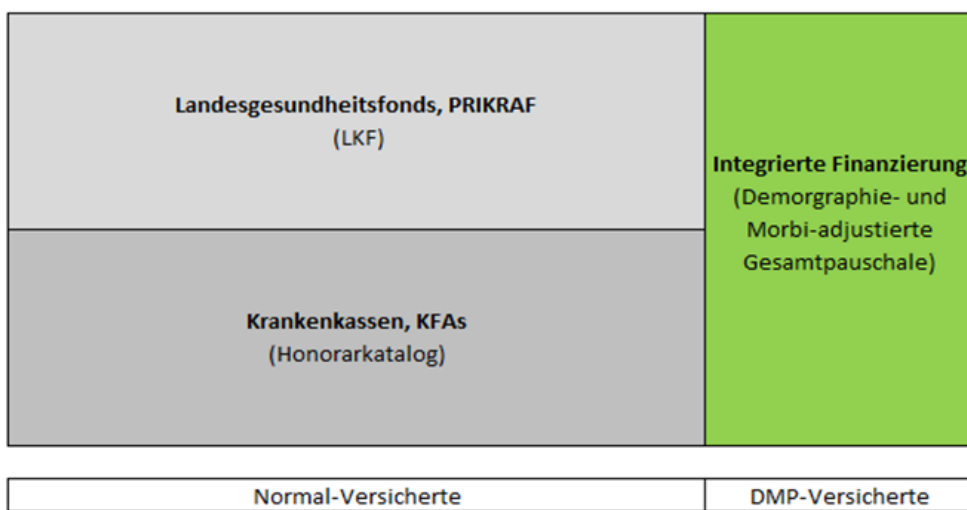 Landesgesundheitsfonds, PRIKRAF
(LKF)
Integrierte Finanzierung
(Demorgraphie- und
Morbi-adjustierte
Gesamtpauschale)
Krankenkassen, KFAs
(Honorarkatalog)
Normal-Versicherte
DMP-Versicherte